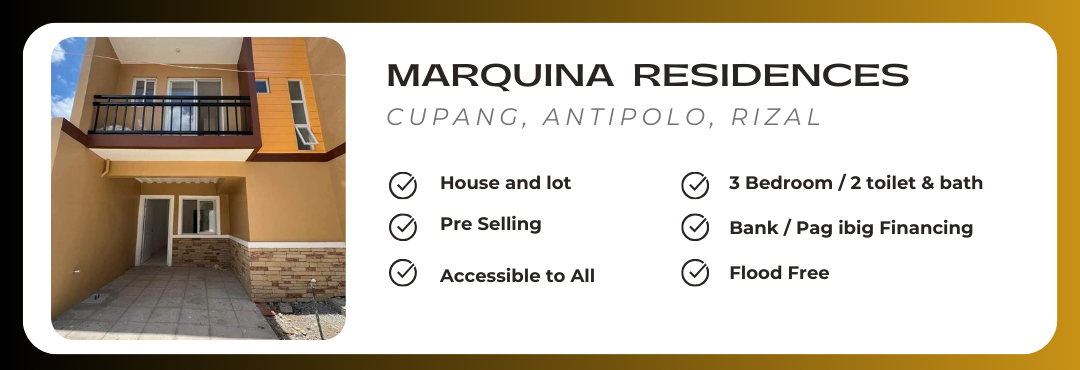 MARQUINA RESIDENCES
CUPANG, ANTIPOLO, RIZAL
House and lot
Pre Selling
Accessible to All
3 Bedroom / 2 toilet & bath
Bank / Pag ibig Financing
Flood Free